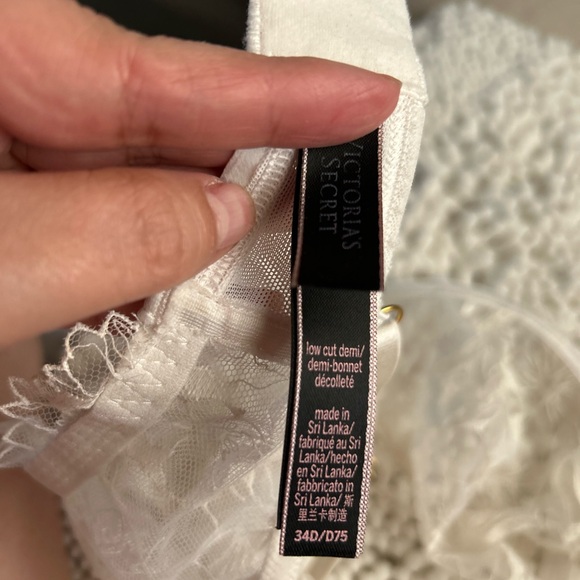 VICTORIA'S
SECRET
low cut demi/
demi-bonnet
décolleté
made in
Sri Lanka/
fabriqué au Sri
Lanka/hecho
en Sri Lanka/
fabbricato in
Sri Lanka/ 斯
里兰卡制造
34D/D75